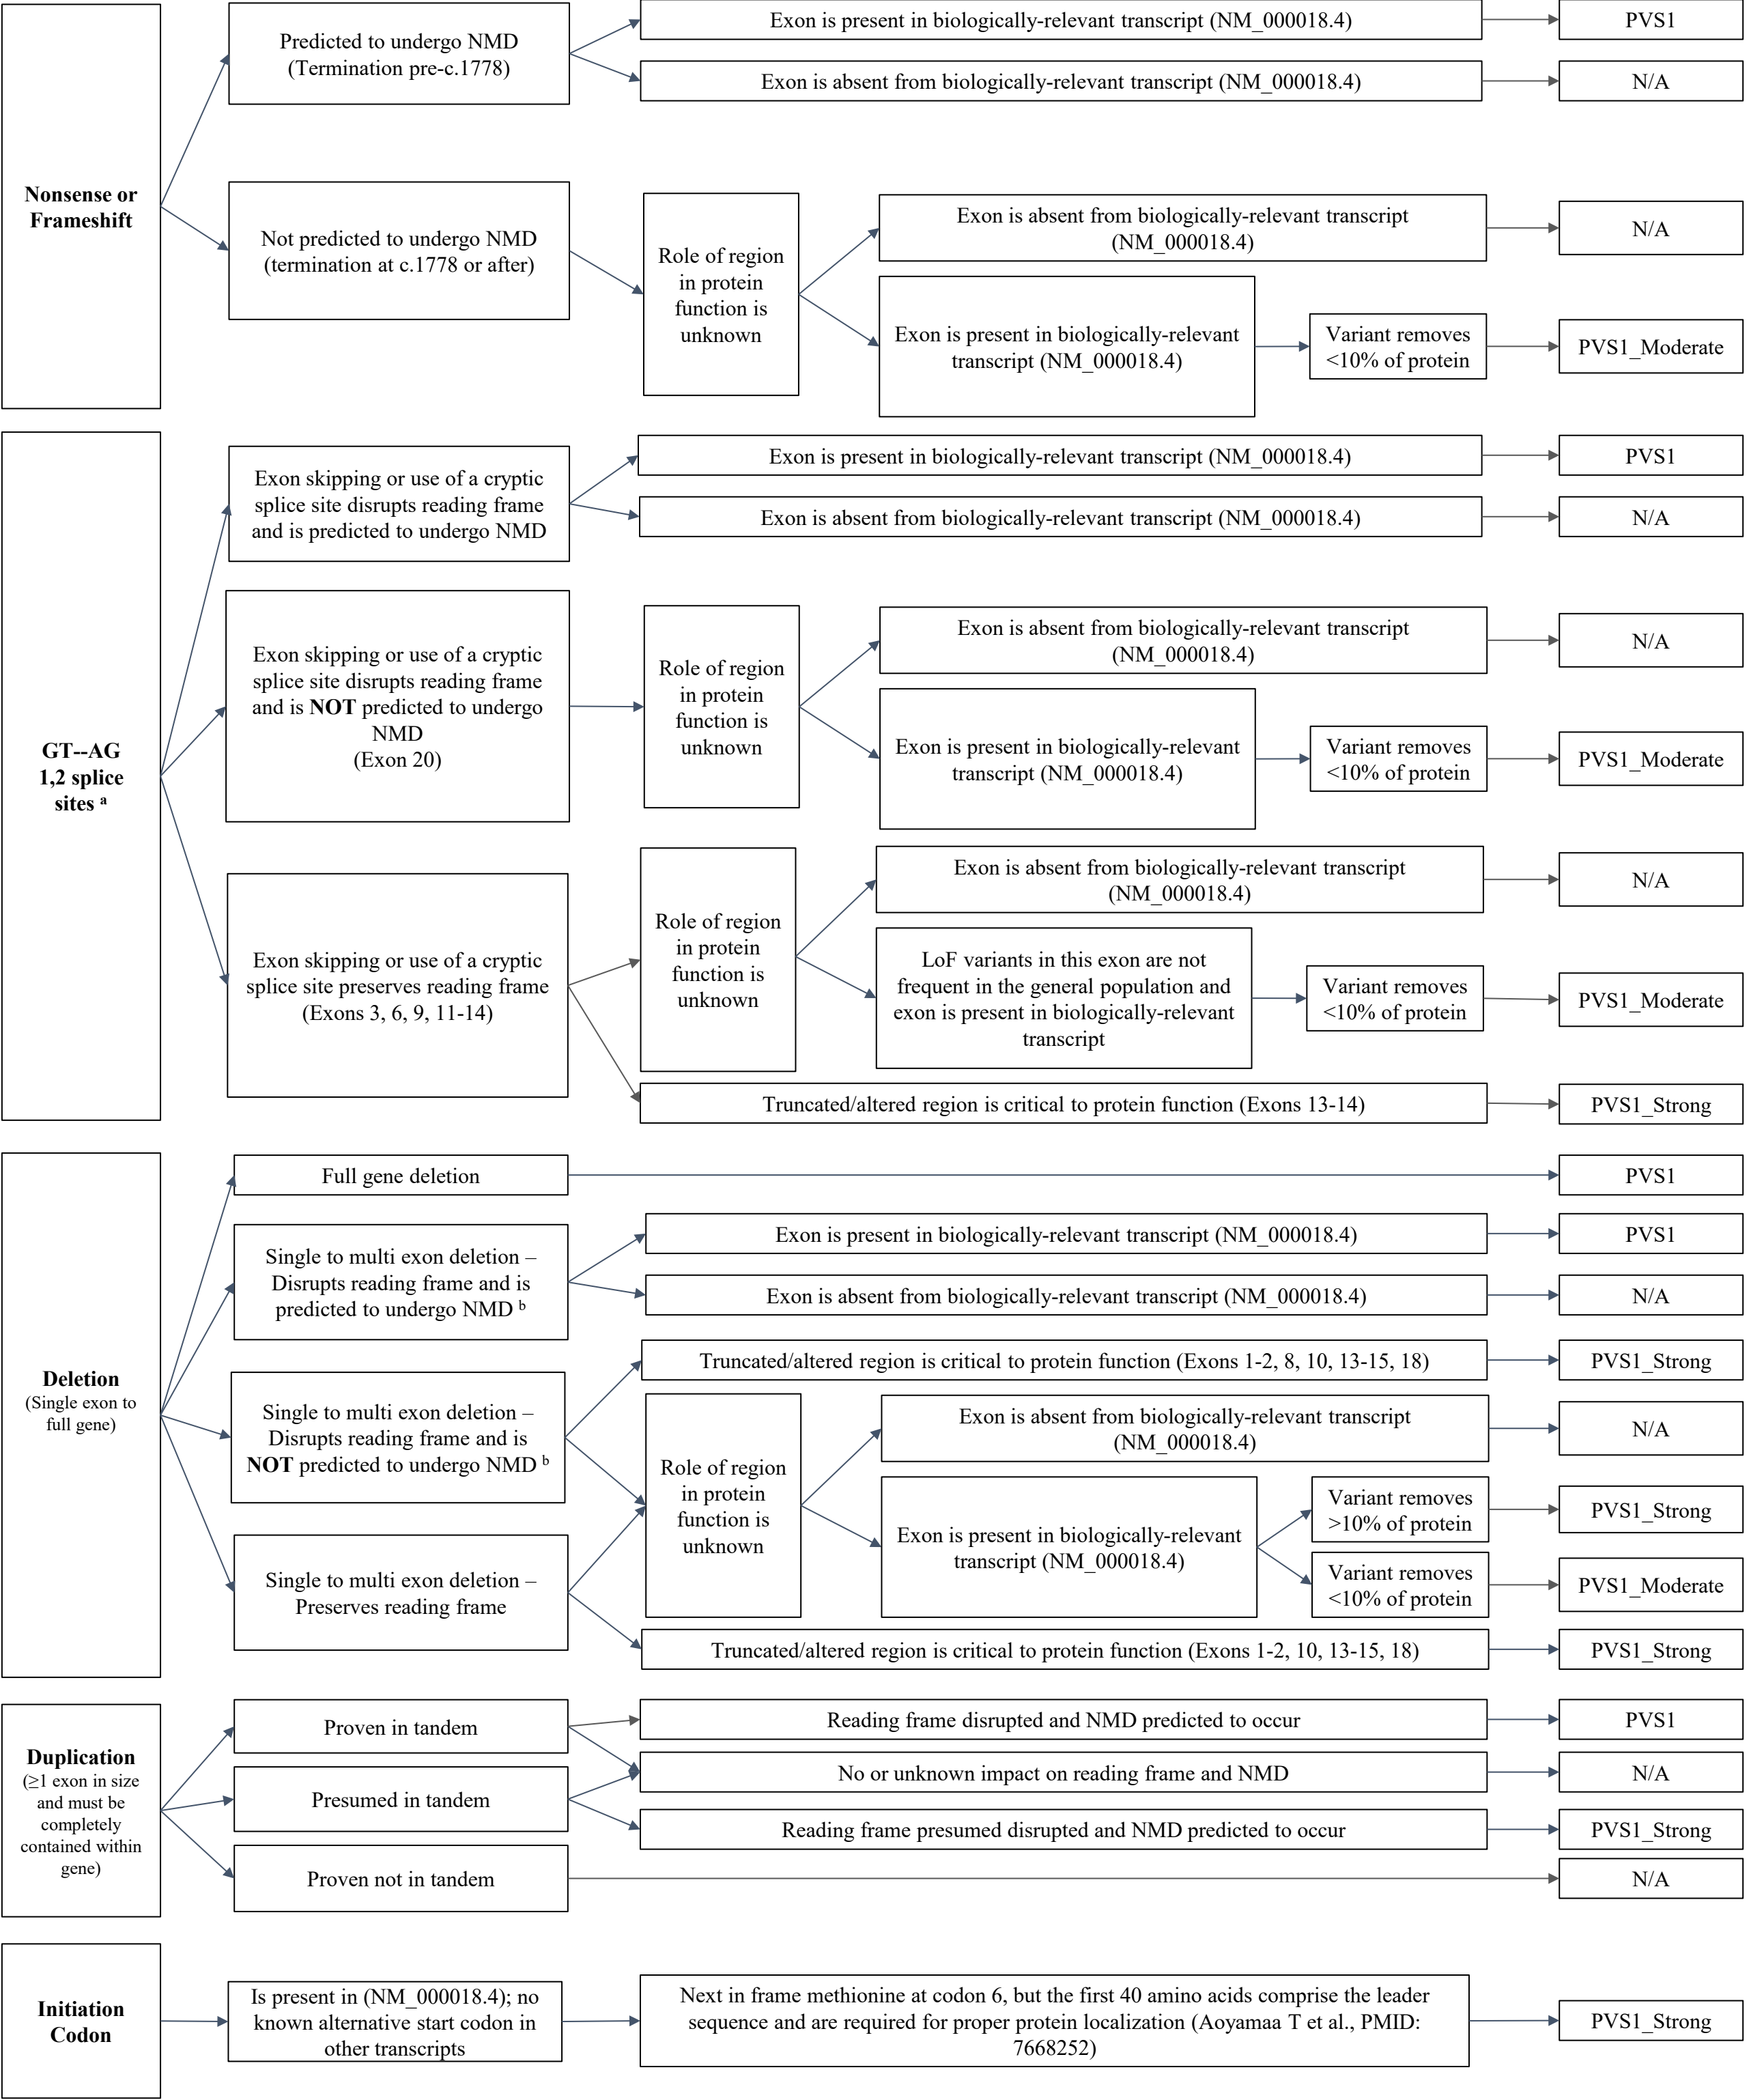 Nonsense or
Frameshift
Predicted to undergo NMD
(Termination pre-c.1778)
Exon is present in biologically-relevant transcript (NM_000018.4)
PVS1
Exon is absent from biologically-relevant transcript (NM_000018.4)
N/A
Not predicted to undergo NMD
(termination at c.1778 or after)
Role of region
in protein
function is
unknown
Exon is absent from biologically-relevant transcript
(NM_000018.4)
N/A
Exon is present in biologically-relevant
transcript (NM_000018.4)
Variant removes
<10% of protein
PVS1_Moderate
GT--AG
1,2 splice
sites ᵃ
Exon skipping or use of a cryptic
splice site disrupts reading frame
and is predicted to undergo NMD
Exon is present in biologically-relevant transcript (NM_000018.4)
PVS1
Exon is absent from biologically-relevant transcript (NM_000018.4)
N/A
Exon skipping or use of a cryptic
splice site disrupts reading frame
and is NOT predicted to undergo
NMD
(Exon 20)
Role of region
in protein
function is
unknown
Exon is absent from biologically-relevant transcript
(NM_000018.4)
N/A
Exon is present in biologically-relevant
transcript (NM_000018.4)
Variant removes
<10% of protein
PVS1_Moderate
Exon skipping or use of a cryptic
splice site preserves reading frame
(Exons 3, 6, 9, 11-14)
Role of region
in protein
function is
unknown
Exon is absent from biologically-relevant transcript
(NM_000018.4)
N/A
LoF variants in this exon are not
frequent in the general population and
exon is present in biologically-relevant
transcript
Variant removes
<10% of protein
PVS1_Moderate
Truncated/altered region is critical to protein function (Exons 13-14)
PVS1_Strong
Deletion
(Single exon to
full gene)
Full gene deletion
PVS1
Single to multi exon deletion –
Disrupts reading frame and is
predicted to undergo NMD ᵇ
Exon is present in biologically-relevant transcript (NM_000018.4)
PVS1
Exon is absent from biologically-relevant transcript (NM_000018.4)
N/A
Single to multi exon deletion –
Disrupts reading frame and is
NOT predicted to undergo NMD ᵇ
Truncated/altered region is critical to protein function (Exons 1-2, 8, 10, 13-15, 18)
PVS1_Strong
Role of region
in protein
function is
unknown
Exon is absent from biologically-relevant transcript
(NM_000018.4)
N/A
Exon is present in biologically-relevant
transcript (NM_000018.4)
Variant removes
>10% of protein
PVS1_Strong
Variant removes
<10% of protein
PVS1_Moderate
Single to multi exon deletion –
Preserves reading frame
Truncated/altered region is critical to protein function (Exons 1-2, 10, 13-15, 18)
PVS1_Strong
Duplication
(≥1 exon in size
and must be
completely
contained within
gene)
Proven in tandem
Reading frame disrupted and NMD predicted to occur
PVS1
No or unknown impact on reading frame and NMD
N/A
Presumed in tandem
Reading frame presumed disrupted and NMD predicted to occur
PVS1_Strong
Proven not in tandem
N/A
Initiation
Codon
Is present in (NM_000018.4); no
known alternative start codon in
other transcripts
Next in frame methionine at codon 6, but the first 40 amino acids comprise the leader
sequence and are required for proper protein localization (Aoyamaa T et al., PMID:
7668252)
PVS1_Strong